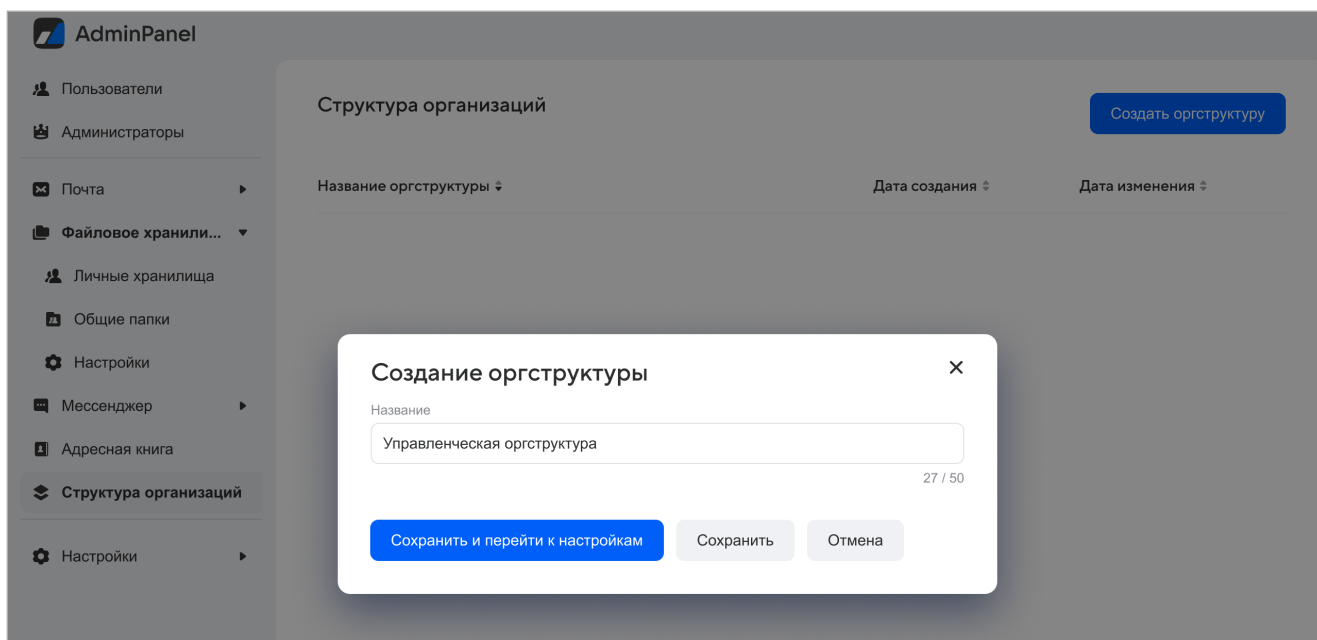 AdminPanel
Пользователи
Администраторы
Почта
Файловое хранили...
Личные хранилища
Общие папки
Настройки
Мессенджер
Адресная книга
Структура организаций
Настройки
Структура организаций
Создать оргструктуру
Название оргструктуры Дата создания Дата изменения
Создание оргструктуры
Название
Управленческая оргструктура
27 / 50
Сохранить и перейти к настройкам Сохранить Отмена